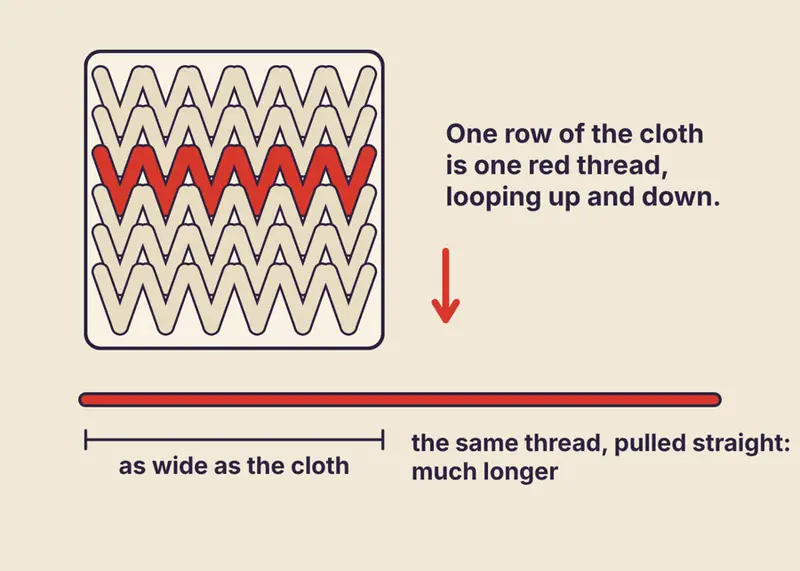 One row of the cloth
is one red thread,
looping up and down.
as wide as the cloth
the same thread, pulled straight:
much longer